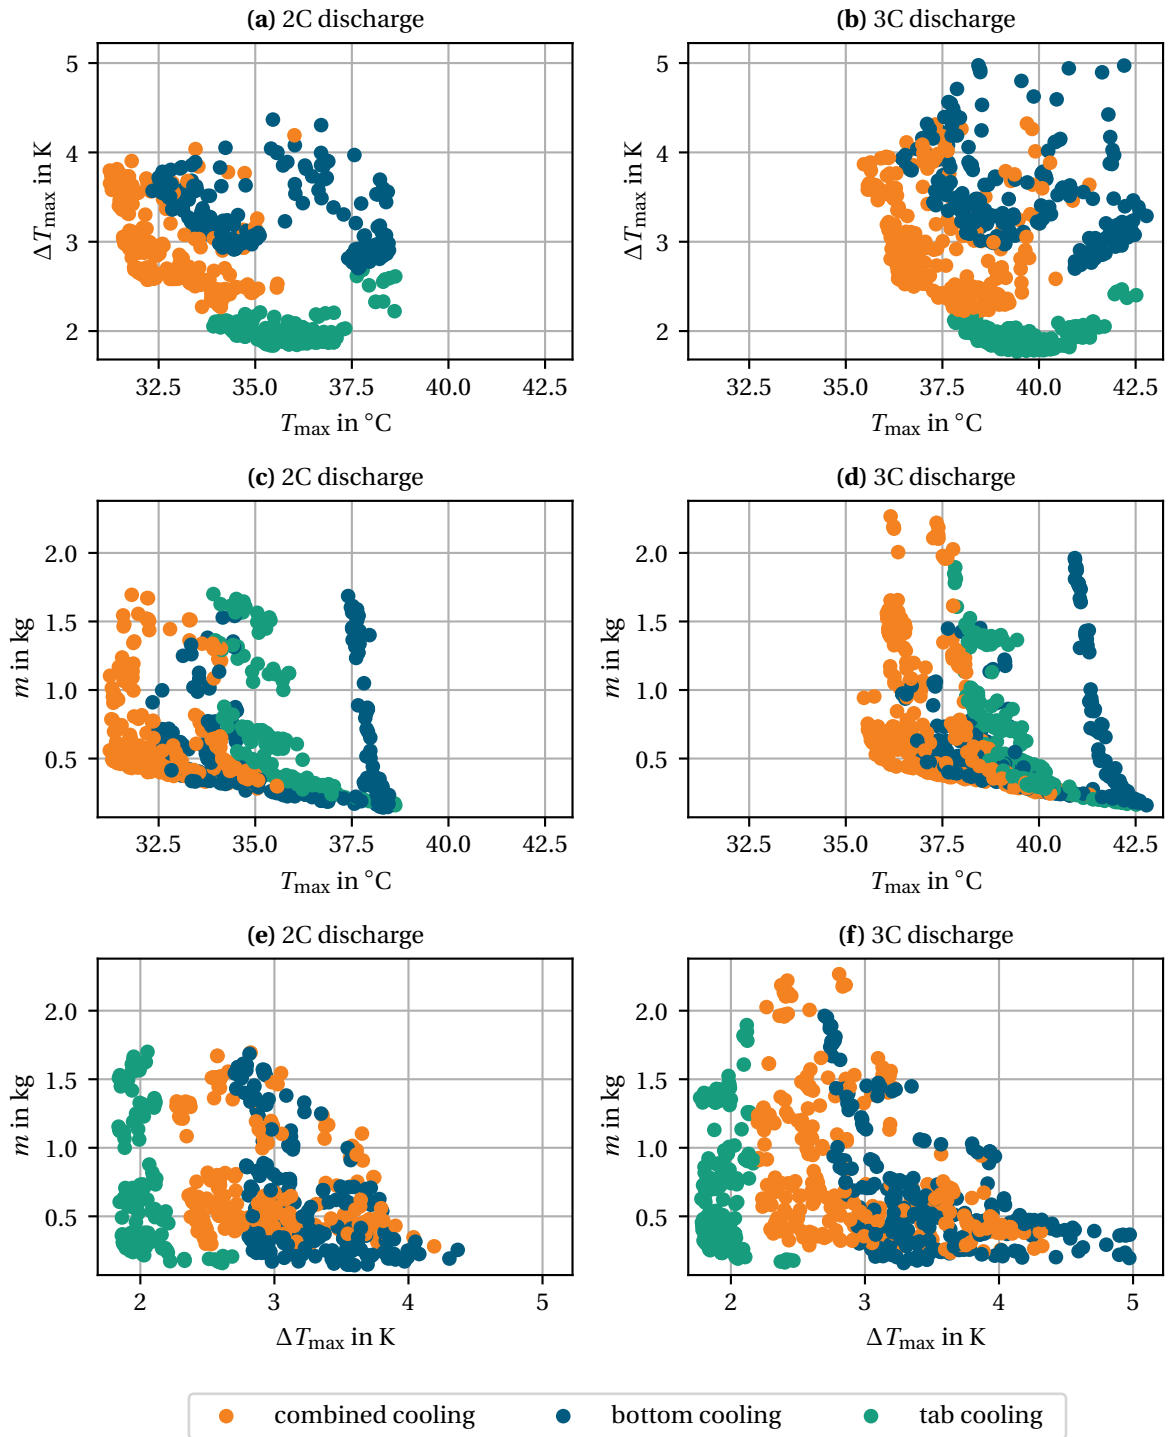 (a) 2C discharge
(b) 3C discharge
5
4
3
2
ΔTmax in K
32.5 35.0 37.5 40.0 42.5
Tmax in °C
5
4
3
2
ΔTmax in K
32.5 35.0 37.5 40.0 42.5
Tmax in °C
(c) 2C discharge
(d) 3C discharge
2.0
1.5
1.0
0.5
m in kg
32.5 35.0 37.5 40.0 42.5
Tmax in °C
2.0
1.5
1.0
0.5
m in kg
32.5 35.0 37.5 40.0 42.5
Tmax in °C
(e) 2C discharge
(f) 3C discharge
2.0
1.5
1.0
0.5
m in kg
2 3 4 5
ΔTmax in K
2.0
1.5
1.0
0.5
m in kg
2 3 4 5
ΔTmax in K
combined cooling bottom cooling tab cooling